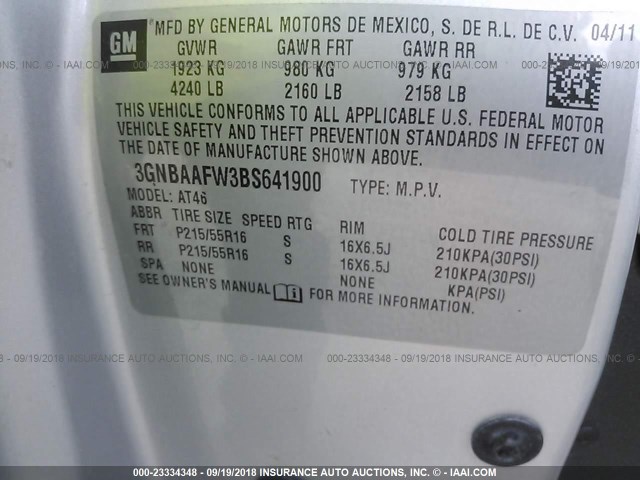 GM
*MFD BY GENERAL MOTORS DE MEXICO, S. DE R.L. DE C.V. 04/11
GVWR GAWR FRT GAWR RR
1923 KG 980 KG 979 KG
4240 LB 2160 LB 2158 LB
THIS VEHICLE CONFORMS TO ALL APPLICABLE U.S. FEDERAL MOTOR
VEHICLE SAFETY AND THEFT PREVENTION STANDARDS IN EFFECT ON
THE DATE OF MANUFACTURE SHOWN ABOVE.
3GNBAAFW3BS641900 TYPE: M.P.V.
MODEL: AT46
ABBR TIRE SIZE SPEED RTG RIM COLD TIRE PRESSURE
FRT P215/55R16 S 16X6.5J 210KPA(30PSI)
RR P215/55R16 S 16X6.5J 210KPA(30PSI)
SPA NONE NONE KPA(PSI)
SEE OWNER'S MANUAL FOR MORE INFORMATION.
000-23334348 - 09/19/2018 INSURANCE AUTO AUCTIONS, INC. - IAAI.COM